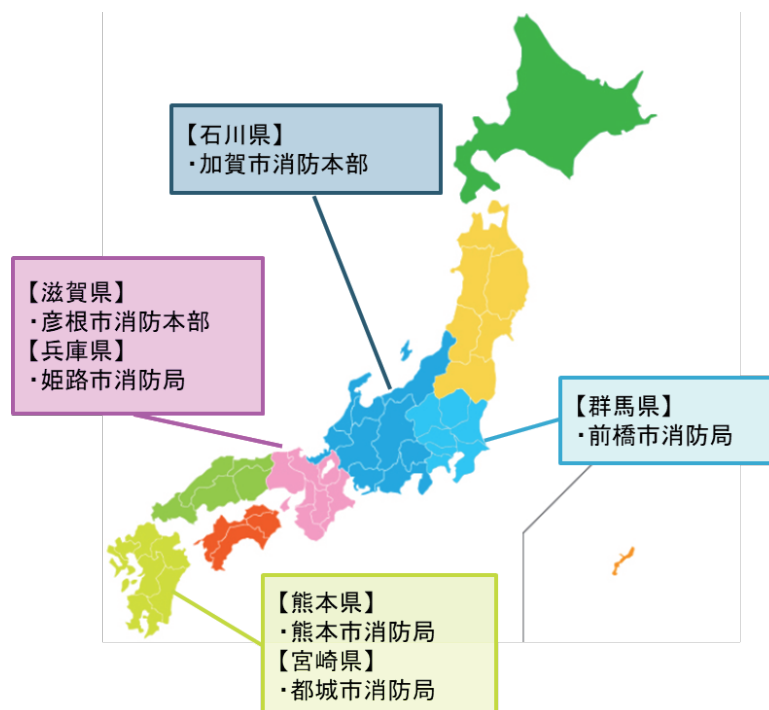 【石川県】
・加賀市消防本部
【滋賀県】
・彦根市消防本部
【兵庫県】
・姫路市消防局
【群馬県】
・前橋市消防局
【熊本県】
・熊本市消防局
【宮崎県】
・都城市消防局